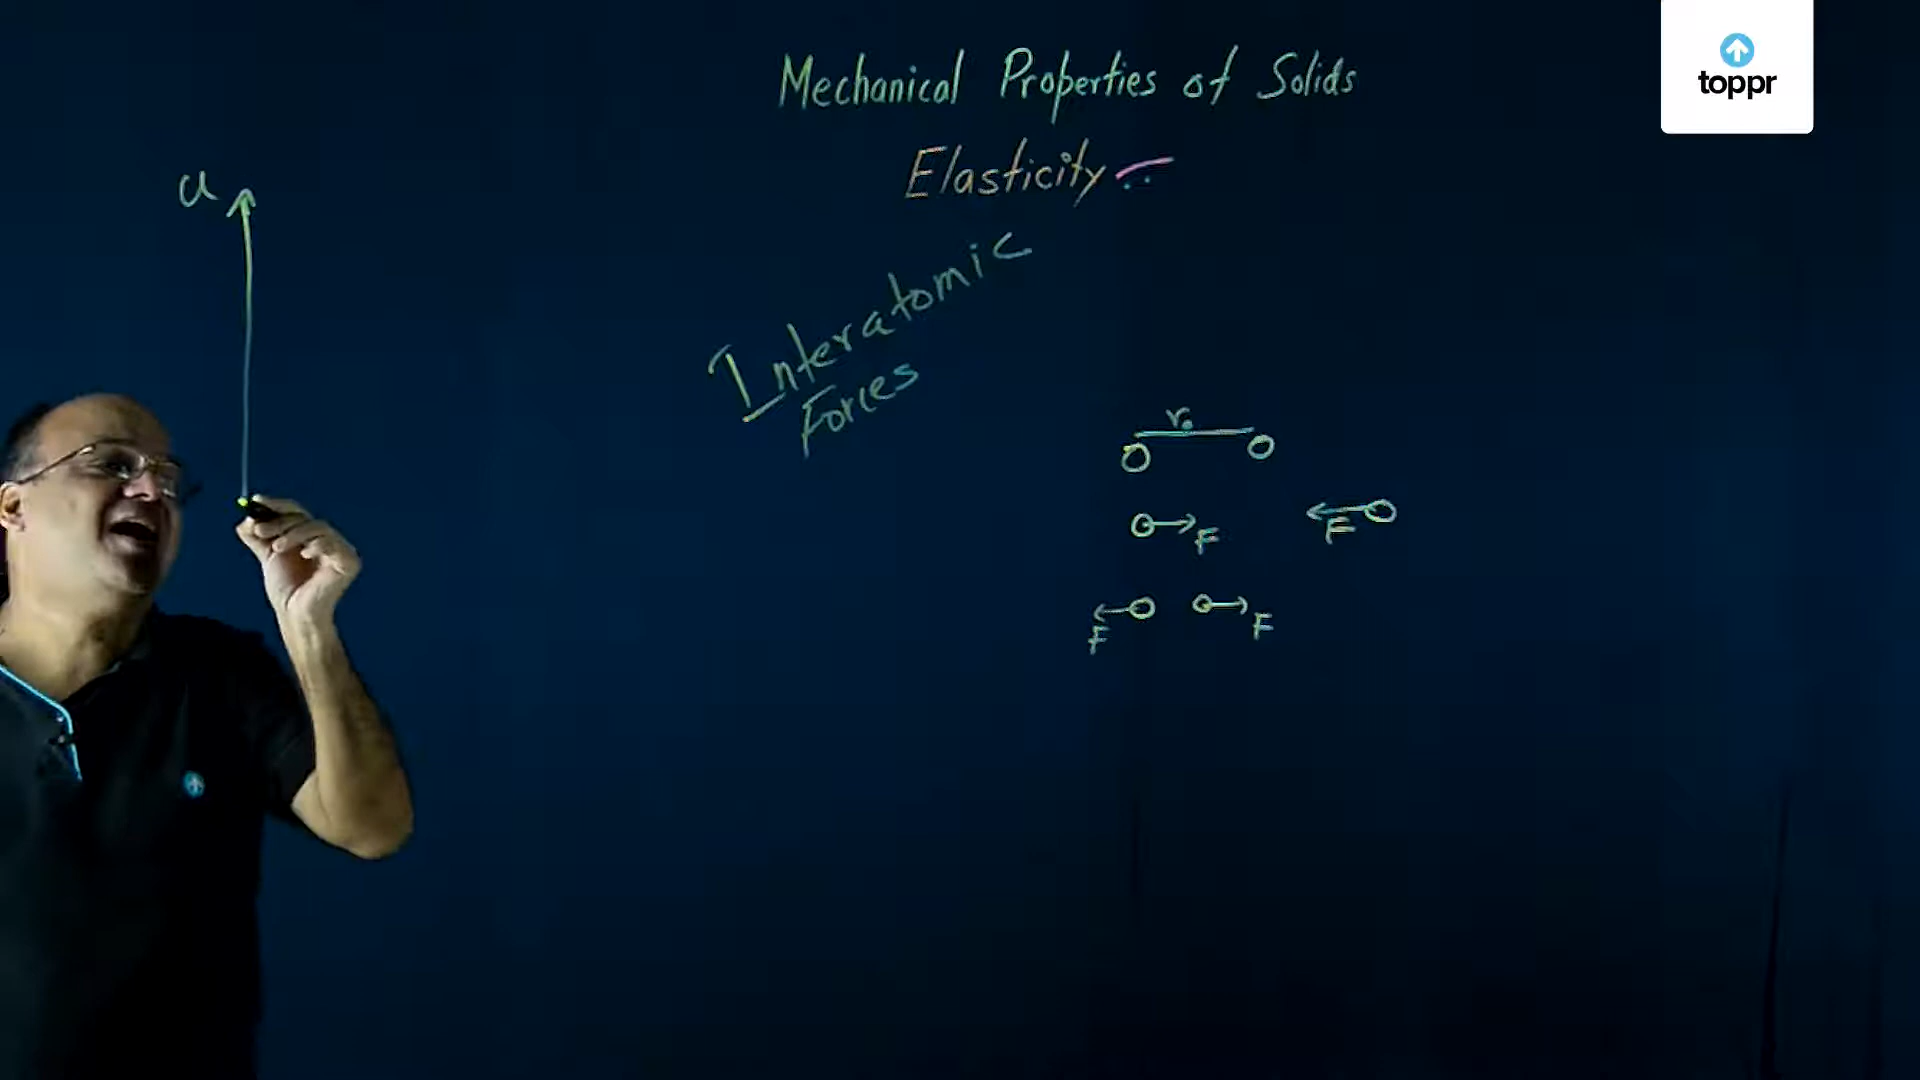 toppr
Mechanical Properties of Solids
Elasticity
u
Interatomic
Forces
r₀
F
F
F
F